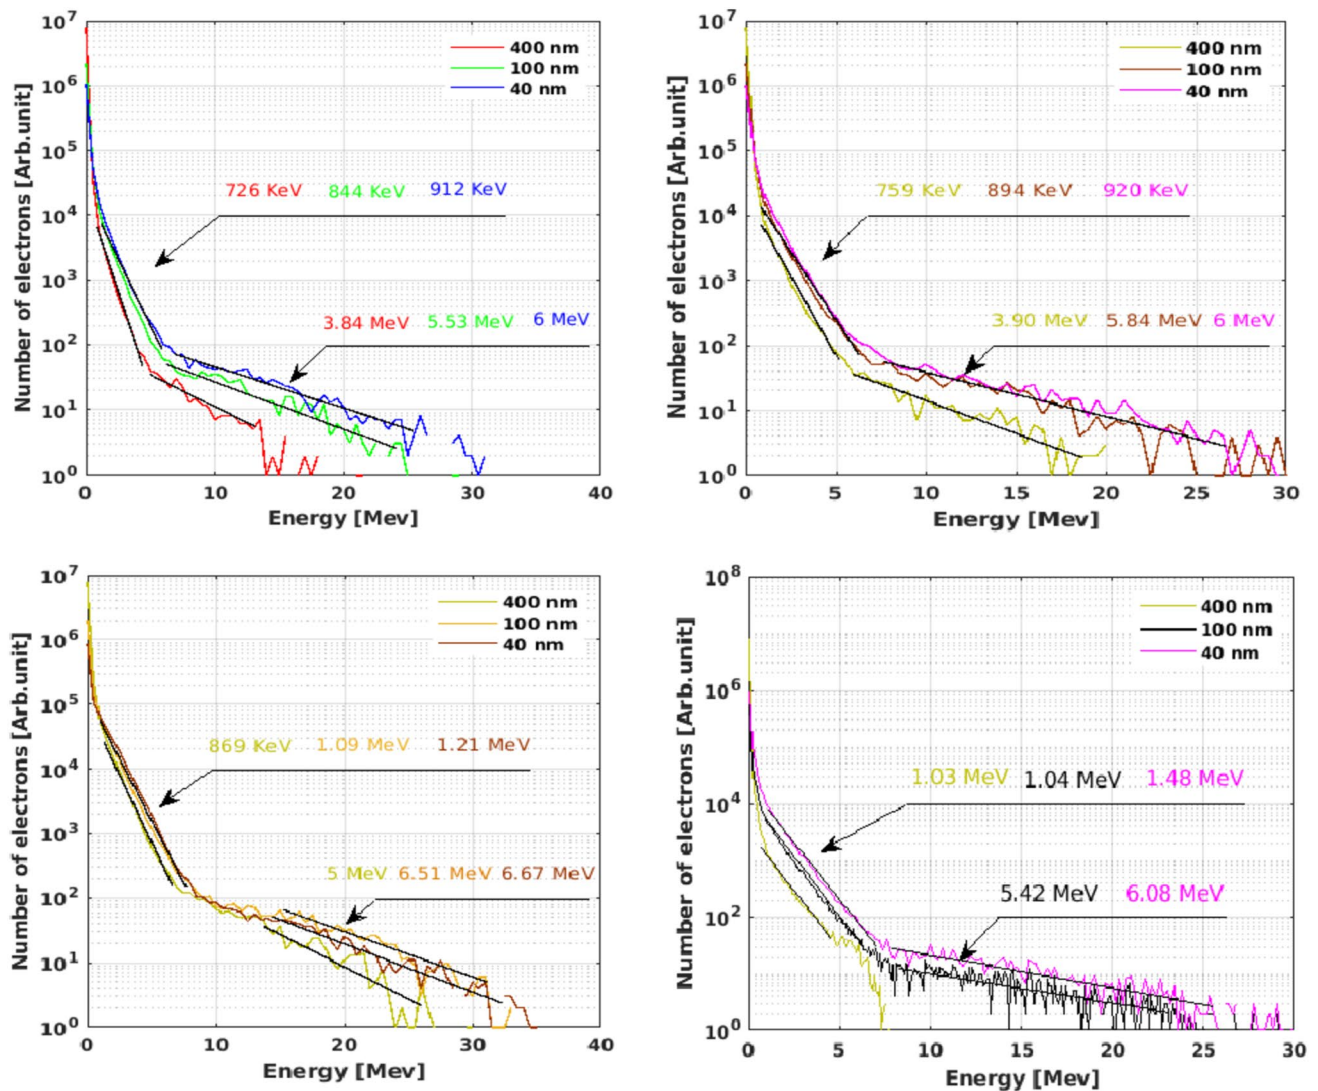 10^7
10^6
10^5
10^4
10^3
10^2
10^1
10^0
Number of electrons [Arb.unit]
400 nm
100 nm
40 nm
726 KeV 844 KeV 912 KeV
3.84 MeV 5.53 MeV 6 MeV
0 10 20 30 40
Energy [Mev]
10^7
10^6
10^5
10^4
10^3
10^2
10^1
10^0
Number of electrons [Arb.unit]
400 nm
100 nm
40 nm
759 KeV 894 KeV 920 KeV
3.90 MeV 5.84 MeV 6 MeV
0 5 10 15 20 25 30
Energy [Mev]
10^7
10^6
10^5
10^4
10^3
10^2
10^1
10^0
Number of electrons [Arb.unit]
400 nm
100 nm
40 nm
869 KeV 1.09 MeV 1.21 MeV
5 MeV 6.51 MeV 6.67 MeV
0 10 20 30 40
Energy [Mev]
10^8
10^6
10^4
10^2
10^0
Number of electrons [Arb.unit]
400 nm
100 nm
40 nm
1.03 MeV 1.04 MeV 1.48 MeV
5.42 MeV 6.08 MeV
0 5 10 15 20 25 30
Energy [Mev]